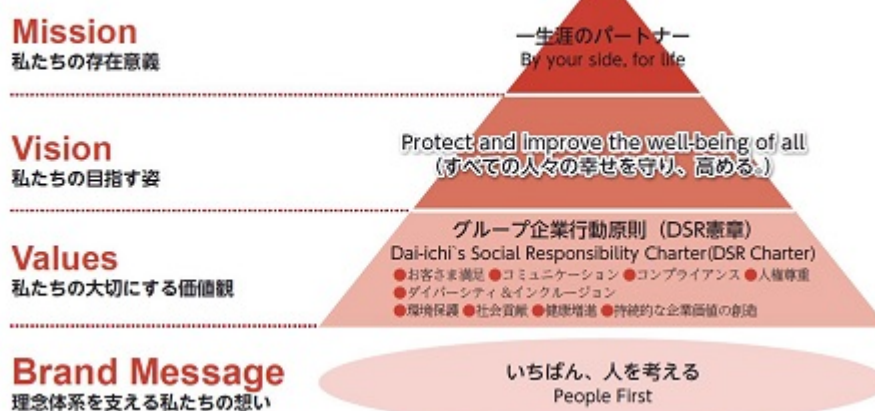 Mission
私たちの存在意義
一生涯のパートナー
By your side, for life
Vision
私たちの目指す姿
Protect and improve the well-being of all
（すべての人々の幸せを守り、高める。）
Values
私たちの大切にする価値観
グループ企業行動原則（DSR憲章）
Dai-ichi`s Social Responsibility Charter(DSR Charter)
●お客さま満足 ●コミュニケーション ●コンプライアンス ●人権尊重
●ダイバーシティ &インクルージョン
●環境保護 ●社会貢献 ●健康増進 ●持続的な企業価値の創造
Brand Message
理念体系を支える私たちの想い
いちばん、人を考える
People First